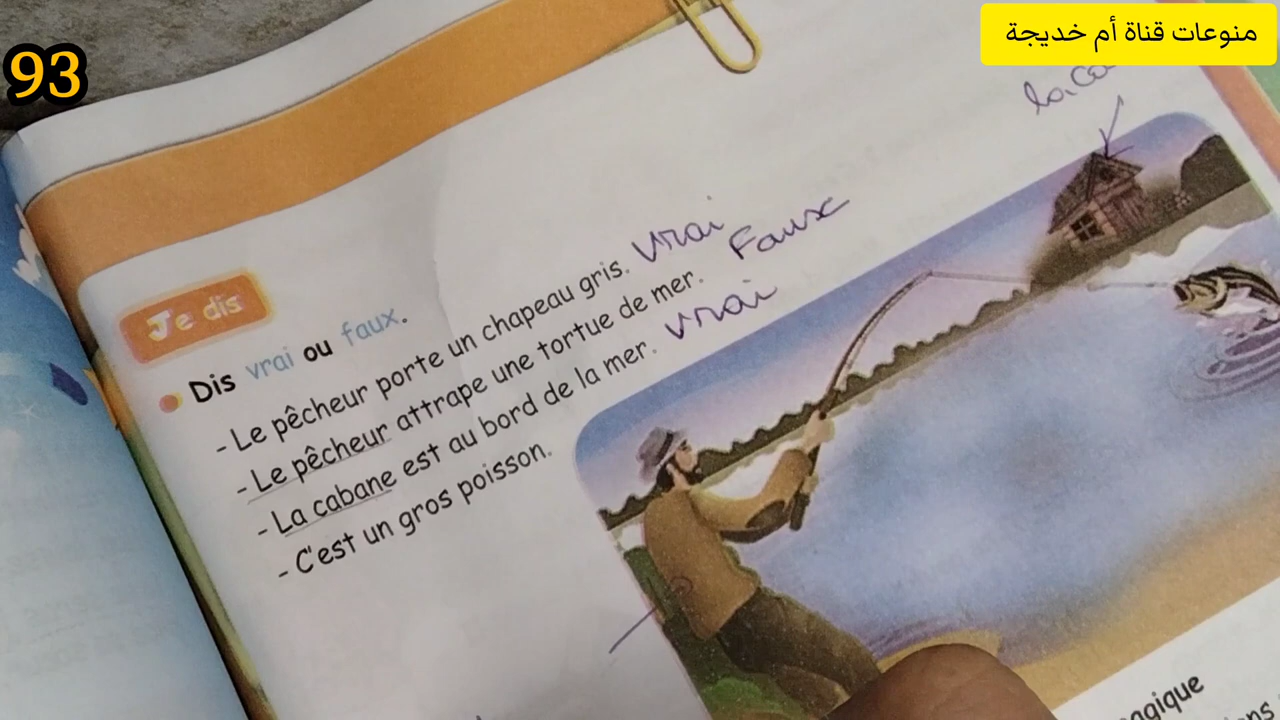 93
منوعات قناة أم خديجة
Je dis
Dis vrai ou faux.
- Le pêcheur porte un chapeau gris. Vrai
- Le pêcheur attrape une tortue de mer. Faux
- La cabane est au bord de la mer. Vrai
- C'est un gros poisson.